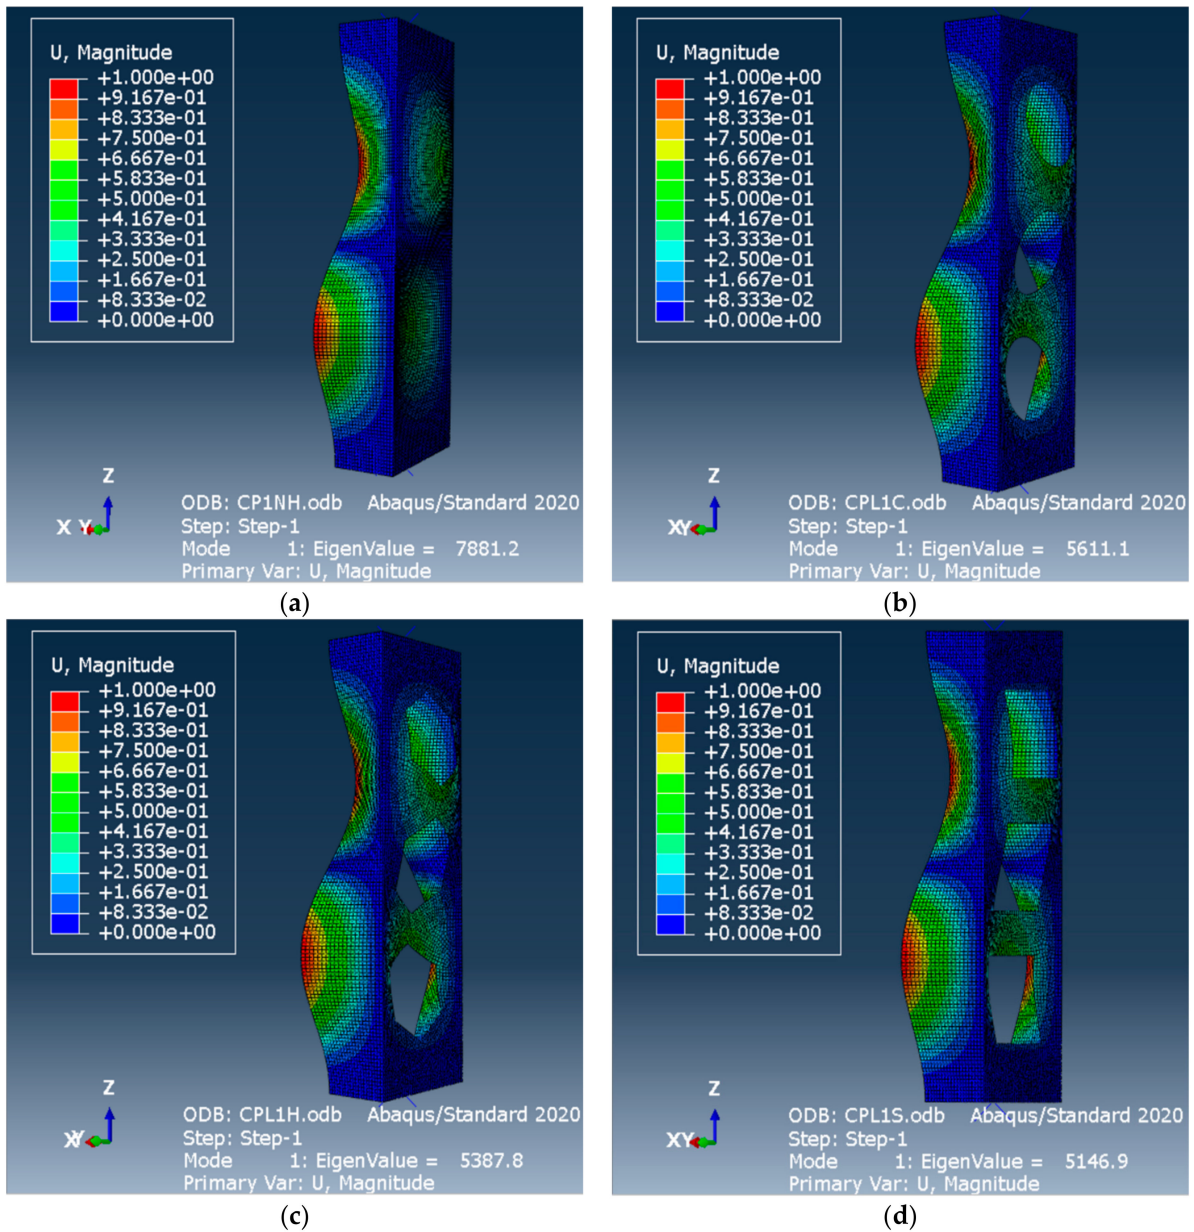 U, Magnitude
+1.000e+00
+9.167e-01
+8.333e-01
+7.500e-01
+6.667e-01
+5.833e-01
+5.000e-01
+4.167e-01
+3.333e-01
+2.500e-01
+1.667e-01
+8.333e-02
+0.000e+00
Z
X Y
ODB: CP1NH.odb Abaqus/Standard 2020
Step: Step-1
Mode 1: EigenValue = 7881.2
Primary Var: U, Magnitude
(a)
U, Magnitude
+1.000e+00
+9.167e-01
+8.333e-01
+7.500e-01
+6.667e-01
+5.833e-01
+5.000e-01
+4.167e-01
+3.333e-01
+2.500e-01
+1.667e-01
+8.333e-02
+0.000e+00
Z
XY
ODB: CPL1C.odb Abaqus/Standard 2020
Step: Step-1
Mode 1: EigenValue = 5611.1
Primary Var: U, Magnitude
(b)
U, Magnitude
+1.000e+00
+9.167e-01
+8.333e-01
+7.500e-01
+6.667e-01
+5.833e-01
+5.000e-01
+4.167e-01
+3.333e-01
+2.500e-01
+1.667e-01
+8.333e-02
+0.000e+00
Z
XY
ODB: CPL1H.odb Abaqus/Standard 2020
Step: Step-1
Mode 1: EigenValue = 5387.8
Primary Var: U, Magnitude
(c)
U, Magnitude
+1.000e+00
+9.167e-01
+8.333e-01
+7.500e-01
+6.667e-01
+5.833e-01
+5.000e-01
+4.167e-01
+3.333e-01
+2.500e-01
+1.667e-01
+8.333e-02
+0.000e+00
Z
XY
ODB: CPL1S.odb Abaqus/Standard 2020
Step: Step-1
Mode 1: EigenValue = 5146.9
Primary Var: U, Magnitude
(d)